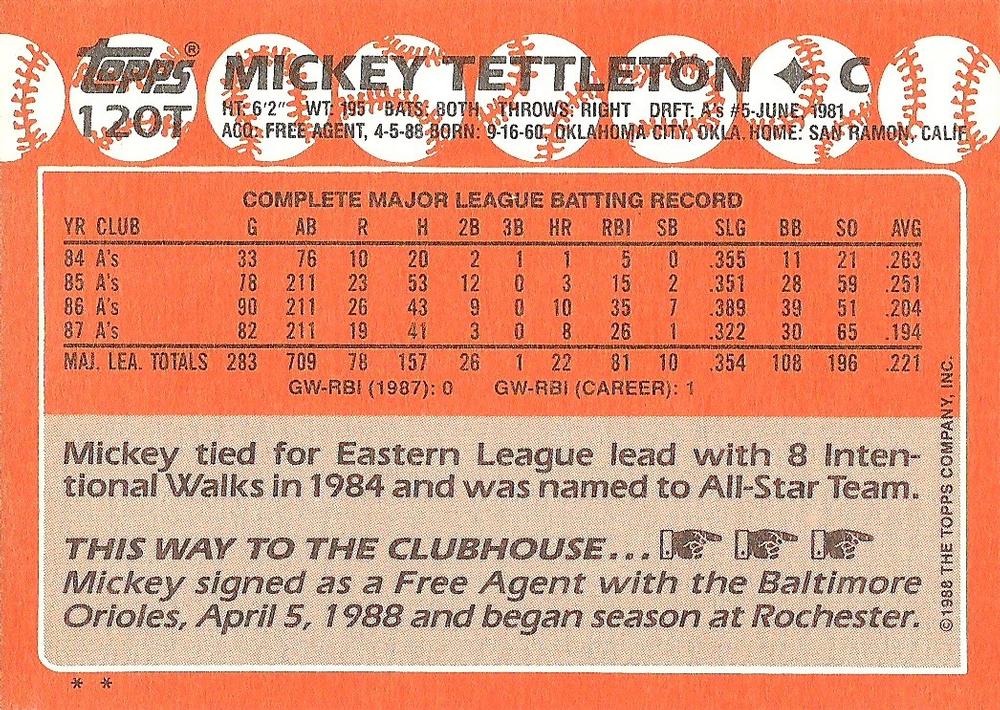 topps®
120T
MICKEY TETTLETON ◆ C
HT: 6'2" WT: 195 BATS: BOTH THROWS: RIGHT DRFT: A's #5-JUNE, 1981
ACQ: FREE AGENT, 4-5-88 BORN: 9-16-60, OKLAHOMA CITY, OKLA. HOME: SAN RAMON, CALIF.
COMPLETE MAJOR LEAGUE BATTING RECORD
YR CLUB G AB R H 2B 3B HR RBI SB SLG BB SO AVG
84 A's 33 76 10 20 2 1 1 5 0 .355 11 21 .263
85 A's 78 211 23 53 12 0 3 15 2 .351 28 59 .251
86 A's 90 211 26 43 9 0 10 35 7 .389 39 51 .204
87 A's 82 211 19 41 3 0 8 26 1 .322 30 65 .194
MAJ. LEA. TOTALS 283 709 78 157 26 1 22 81 10 .354 108 196 .221
GW-RBI (1987): 0 GW-RBI (CAREER): 1
Mickey tied for Eastern League lead with 8 Inten-
tional Walks in 1984 and was named to All-Star Team.
THIS WAY TO THE CLUBHOUSE...
Mickey signed as a Free Agent with the Baltimore
Orioles, April 5, 1988 and began season at Rochester.
©1988 THE TOPPS COMPANY, INC.
* *